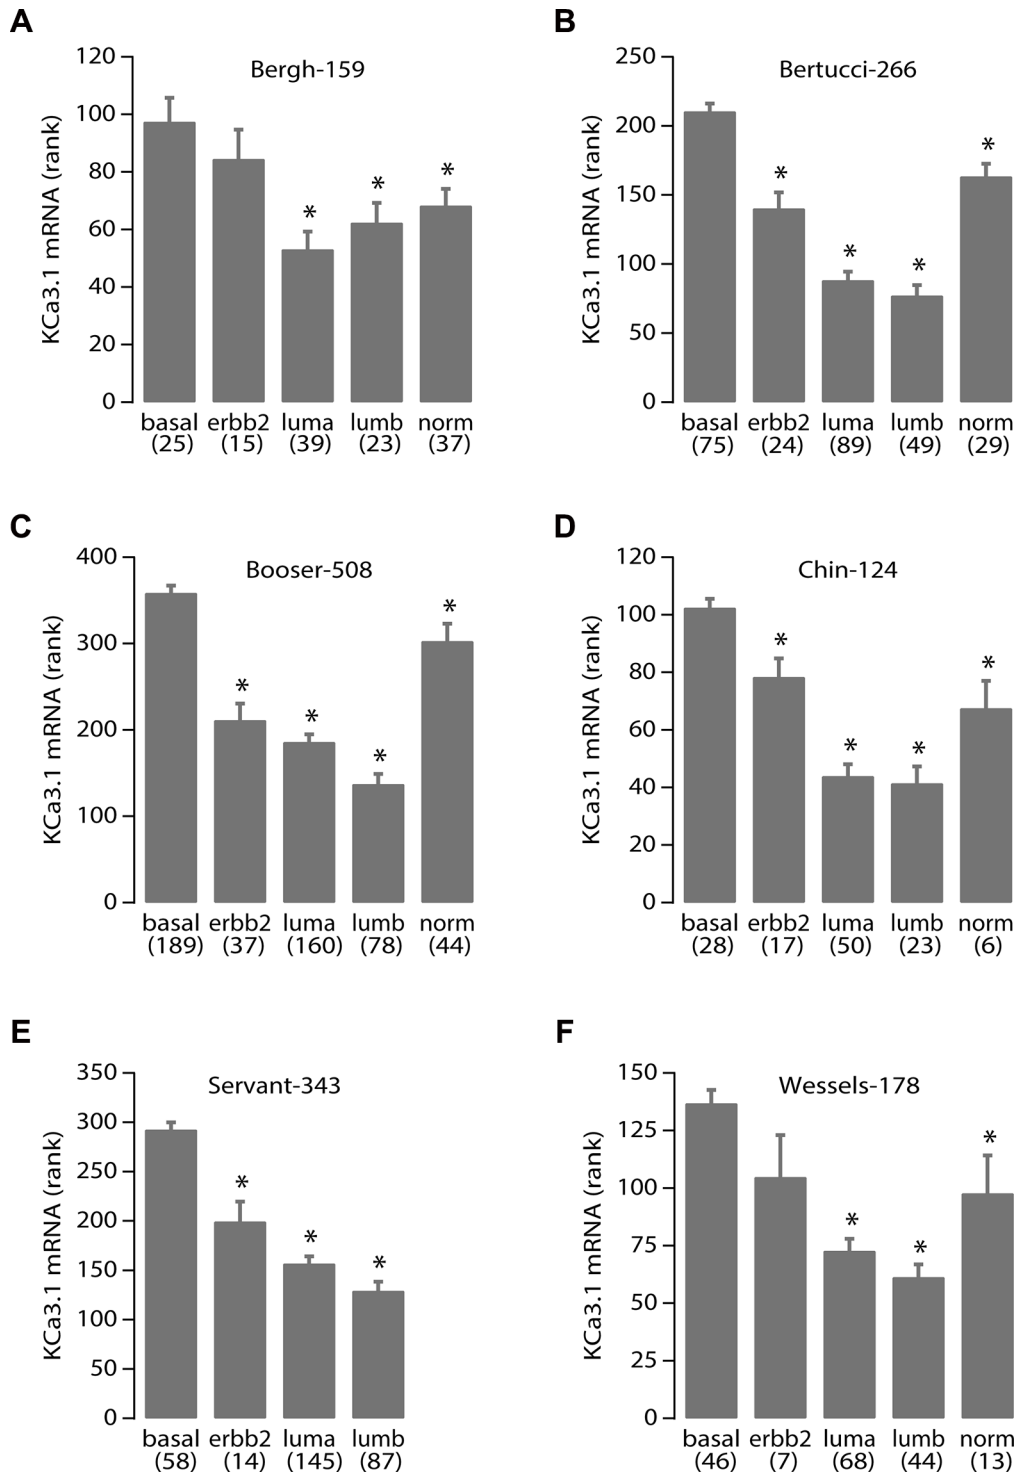 A
Bergh-159
KCa3.1 mRNA (rank)
120
100
80
60
40
20
0
* * *
basal erbb2 luma lumb norm
(25) (15) (39) (23) (37)
B
Bertucci-266
KCa3.1 mRNA (rank)
250
200
150
100
50
0
* * * *
basal erbb2 luma lumb norm
(75) (24) (89) (49) (29)
C
Booser-508
KCa3.1 mRNA (rank)
400
300
200
100
0
* * * *
basal erbb2 luma lumb norm
(189) (37) (160) (78) (44)
D
Chin-124
KCa3.1 mRNA (rank)
120
100
80
60
40
20
0
* * * *
basal erbb2 luma lumb norm
(28) (17) (50) (23) (6)
E
Servant-343
KCa3.1 mRNA (rank)
350
300
250
200
150
100
50
0
* * *
basal erbb2 luma lumb
(58) (14) (145) (87)
F
Wessels-178
KCa3.1 mRNA (rank)
150
125
100
75
50
25
0
* * *
basal erbb2 luma lumb norm
(46) (7) (68) (44) (13)